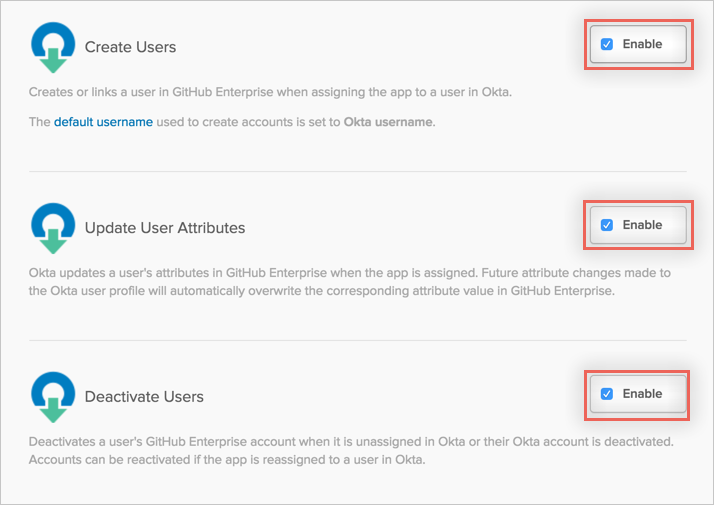 Create Users
Enable
Creates or links a user in GitHub Enterprise when assigning the app to a user in Okta.
The default username used to create accounts is set to Okta username.
Update User Attributes
Enable
Okta updates a user's attributes in GitHub Enterprise when the app is assigned. Future attribute changes made to
the Okta user profile will automatically overwrite the corresponding attribute value in GitHub Enterprise.
Deactivate Users
Enable
Deactivates a user's GitHub Enterprise account when it is unassigned in Okta or their Okta account is deactivated.
Accounts can be reactivated if the app is reassigned to a user in Okta.